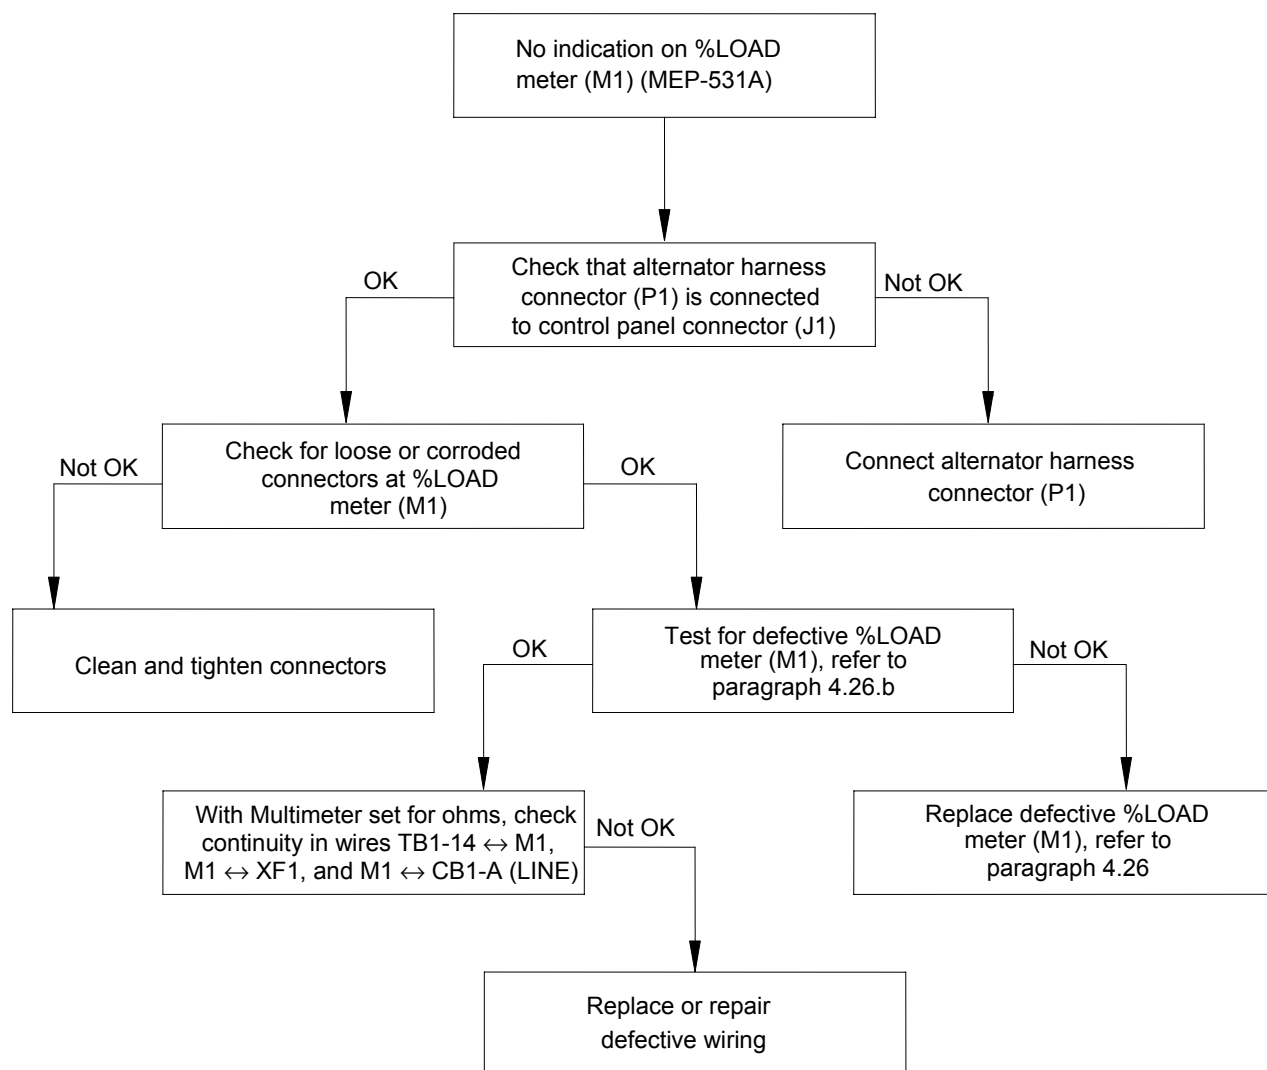 No indication on %LOAD
meter (M1) (MEP-531A)
Check that alternator harness
connector (P1) is connected
to control panel connector (J1)
OK
Not OK
Check for loose or corroded
connectors at %LOAD
meter (M1)
Not OK
OK
Connect alternator harness
connector (P1)
Clean and tighten connectors
Test for defective %LOAD
meter (M1), refer to
paragraph 4.26.b
OK
Not OK
With Multimeter set for ohms, check
continuity in wires TB1-14 ↔ M1,
M1 ↔ XF1, and M1 ↔ CB1-A (LINE)
Not OK
Replace defective %LOAD
meter (M1), refer to
paragraph 4.26
Replace or repair
defective wiring